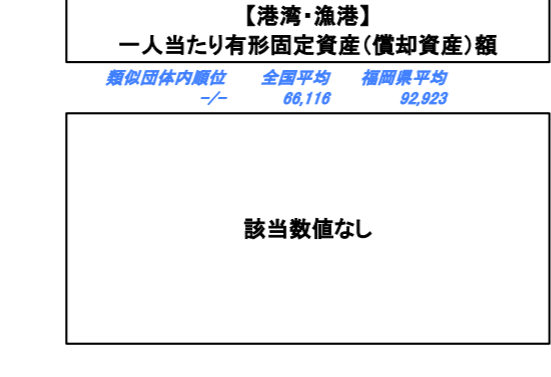 【港湾・漁港】
一人当たり有形固定資産(償却資産)額
類似団体内順位 全国平均 福岡県平均
-/- 66,116 92,923
該当数値なし